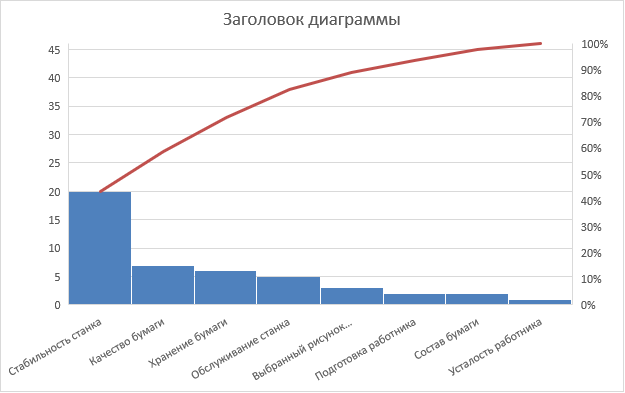 Заголовок диаграммы
45
40
35
30
25
20
15
10
5
0
100%
90%
80%
70%
60%
50%
40%
30%
20%
10%
0%
Стабильность станка
Качество бумаги
Хранение бумаги
Обслуживание станка
Выбранный рисунок...
Подготовка работника
Состав бумаги
Усталость работника